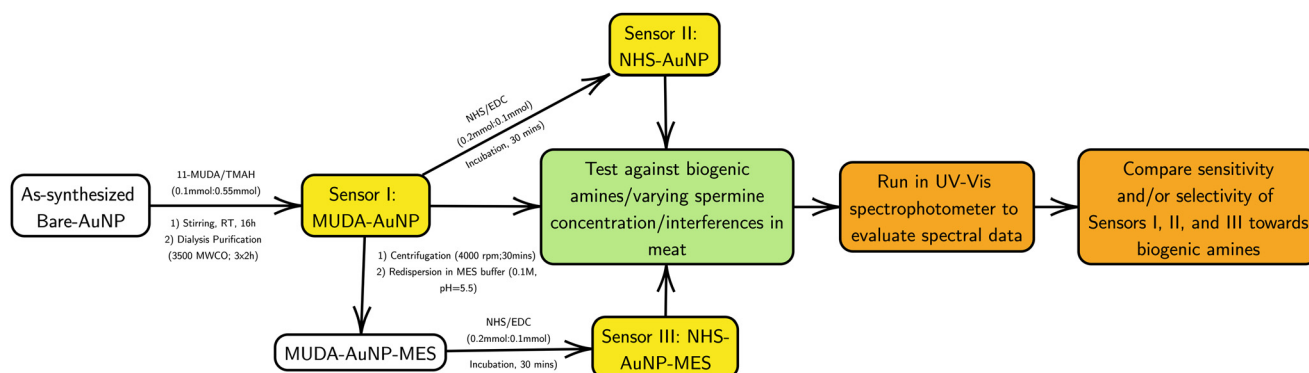 As-synthesized
Bare-AuNP
11-MUDA/TMAH
(0.1mmol:0.55mmol)
1) Stirring, RT, 16h
2) Dialysis Purification
(3500 MWCO; 3x2h)
Sensor I:
MUDA-AuNP
NHS/EDC
(0.2mmol:0.1mmol)
Incubation, 30 mins)
Sensor II:
NHS-AuNP
1) Centrifugation (4000 rpm;30mins)
2) Redispersion in MES buffer (0.1M,
pH=5.5)
MUDA-AuNP-MES
NHS/EDC
(0.2mmol:0.1mmol)
Incubation, 30 mins)
Sensor III: NHS-
AuNP-MES
Test against biogenic
amines/varying spermine
concentration/interferences in
meat
Run in UV-Vis
spectrophotometer to
evaluate spectral data
Compare sensitivity
and/or selectivity of
Sensors I, II, and III towards
biogenic amines